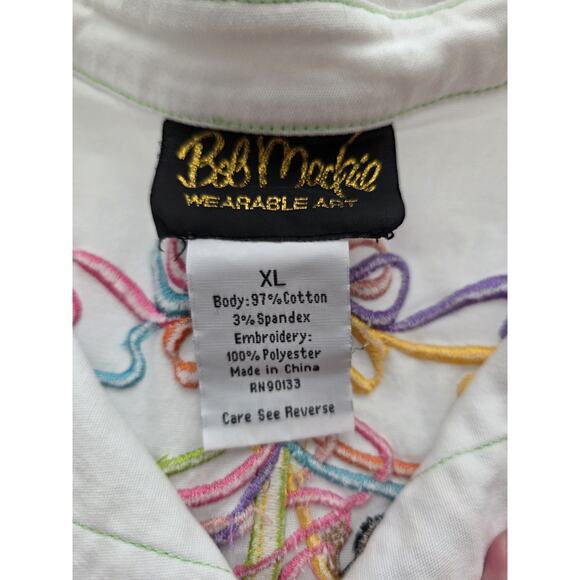 Bob Mackie
WEARABLE ART
XL
Body:97%Cotton
3%Spandex
Embroidery:
100%Polyester
Made in China
RN90133
Care See Reverse